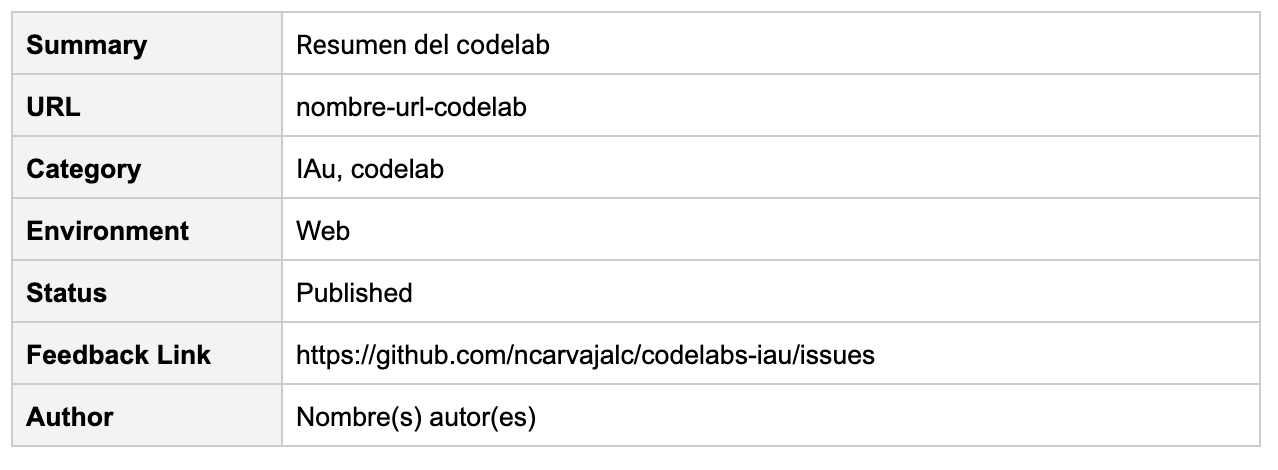 Summary Resumen del codelab
URL nombre-url-codelab
Category IAu, codelab
Environment Web
Status Published
Feedback Link https://github.com/ncarvajalc/codelabs-iau/issues
Author Nombre(s) autor(es)